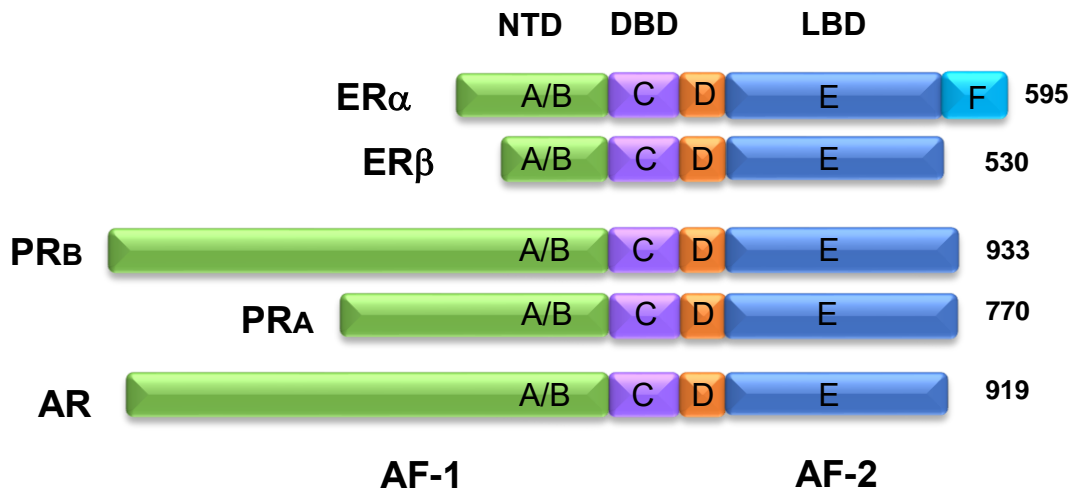 NTD DBD LBD
ERα A/B C D E F 595
ERβ A/B C D E 530
PRB A/B C D E 933
PRA A/B C D E 770
AR A/B C D E 919
AF-1 AF-2